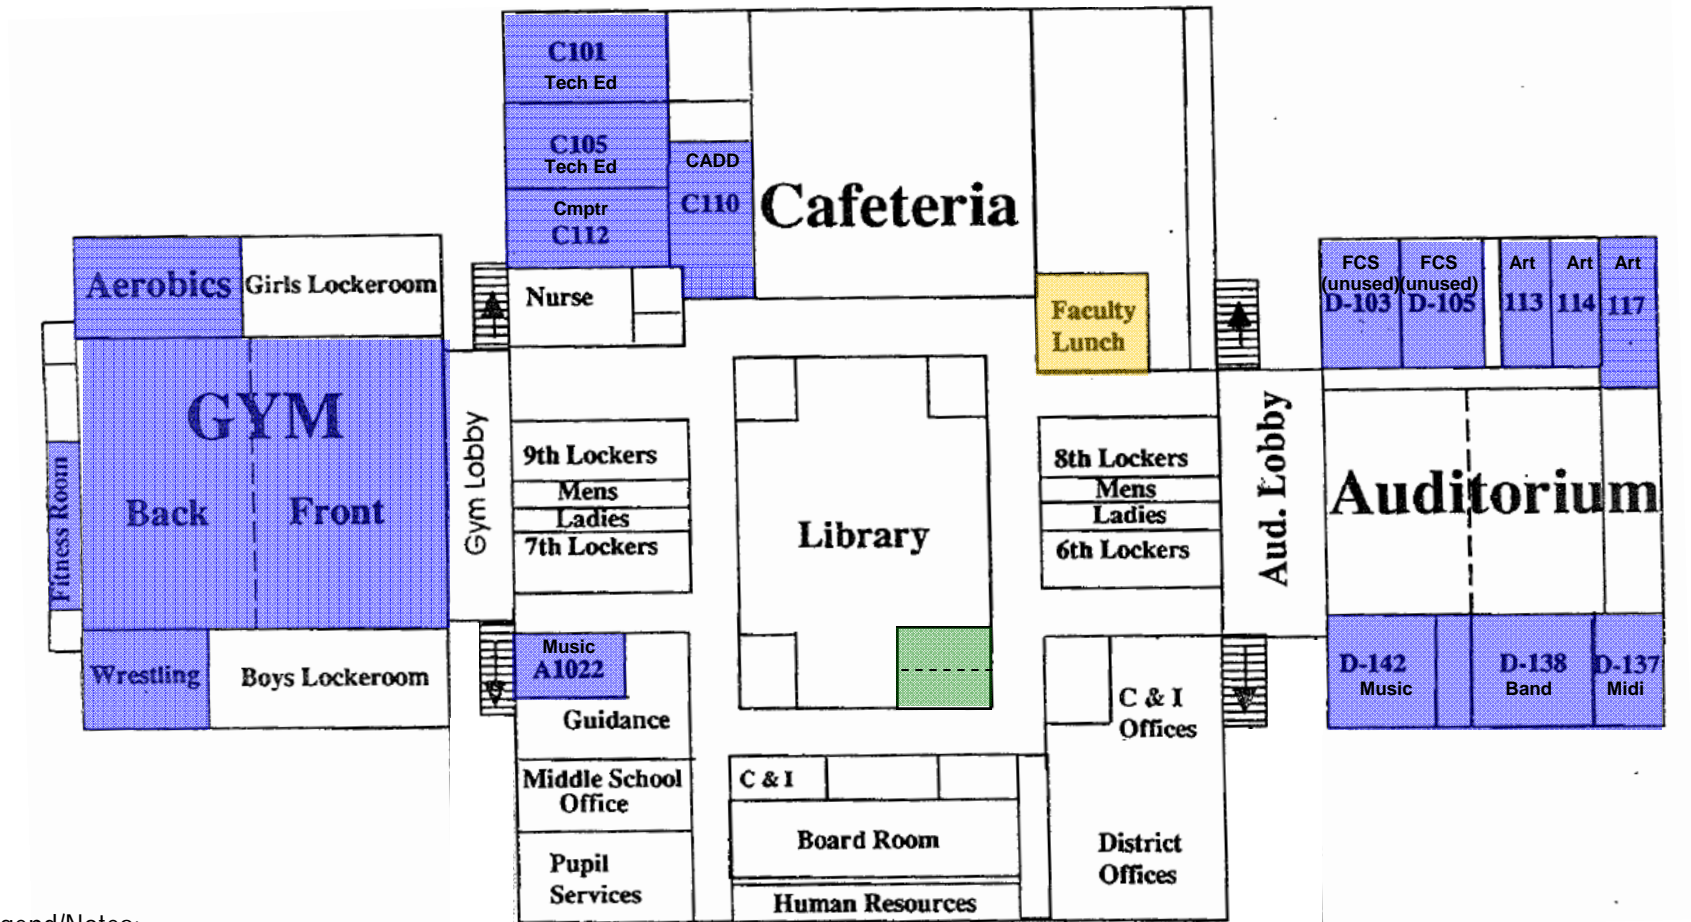 C101
Tech Ed
C105
Tech Ed
CADD
C110
Cmptr
C112
Cafeteria
Aerobics
Girls Lockeroom
Nurse
Faculty
Lunch
FCS
(unused)
D-103
FCS
(unused)
D-105
Art
113
Art
114
Art
117
GYM
Back
Front
Fitness Room
Gym Lobby
9th Lockers
Mens
Ladies
7th Lockers
Library
8th Lockers
Mens
Ladies
6th Lockers
Aud. Lobby
Auditorium
Wrestling
Boys Lockeroom
Music
A1022
Guidance
C & I
Offices
D-142
Music
D-138
Band
D-137
Midi
Middle School
Office
C & I
Board Room
District
Offices
Pupil
Services
Human Resources